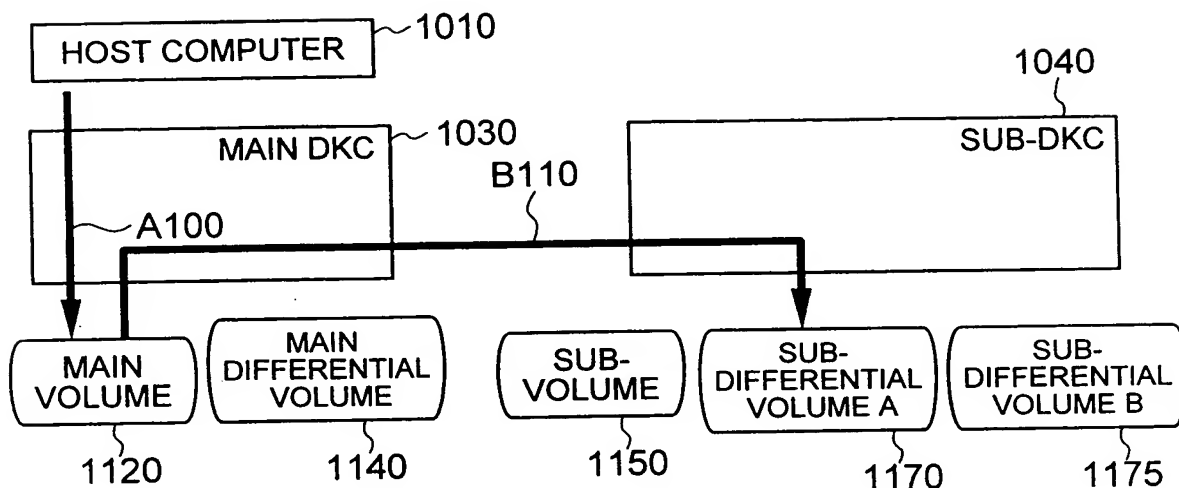 HOST COMPUTER
1010
1040
MAIN DKC
1030
SUB-DKC
B110
A100
MAIN
VOLUME
MAIN
DIFFERENTIAL
VOLUME
SUB-
VOLUME
SUB-
DIFFERENTIAL
VOLUME A
SUB-
DIFFERENTIAL
VOLUME B
1120
1140
1150
1170
1175